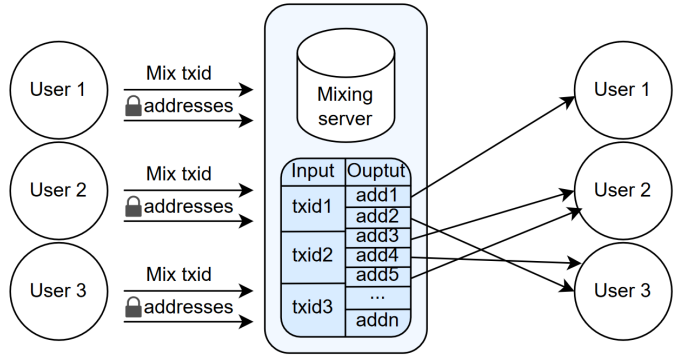 User 1
Mix txid
addresses
User 2
Mix txid
addresses
User 3
Mix txid
addresses
Mixing
server
Input
Ouptut
txid1
add1
add2
txid2
add3
add4
add5
txid3
...
addn
User 1
User 2
User 3